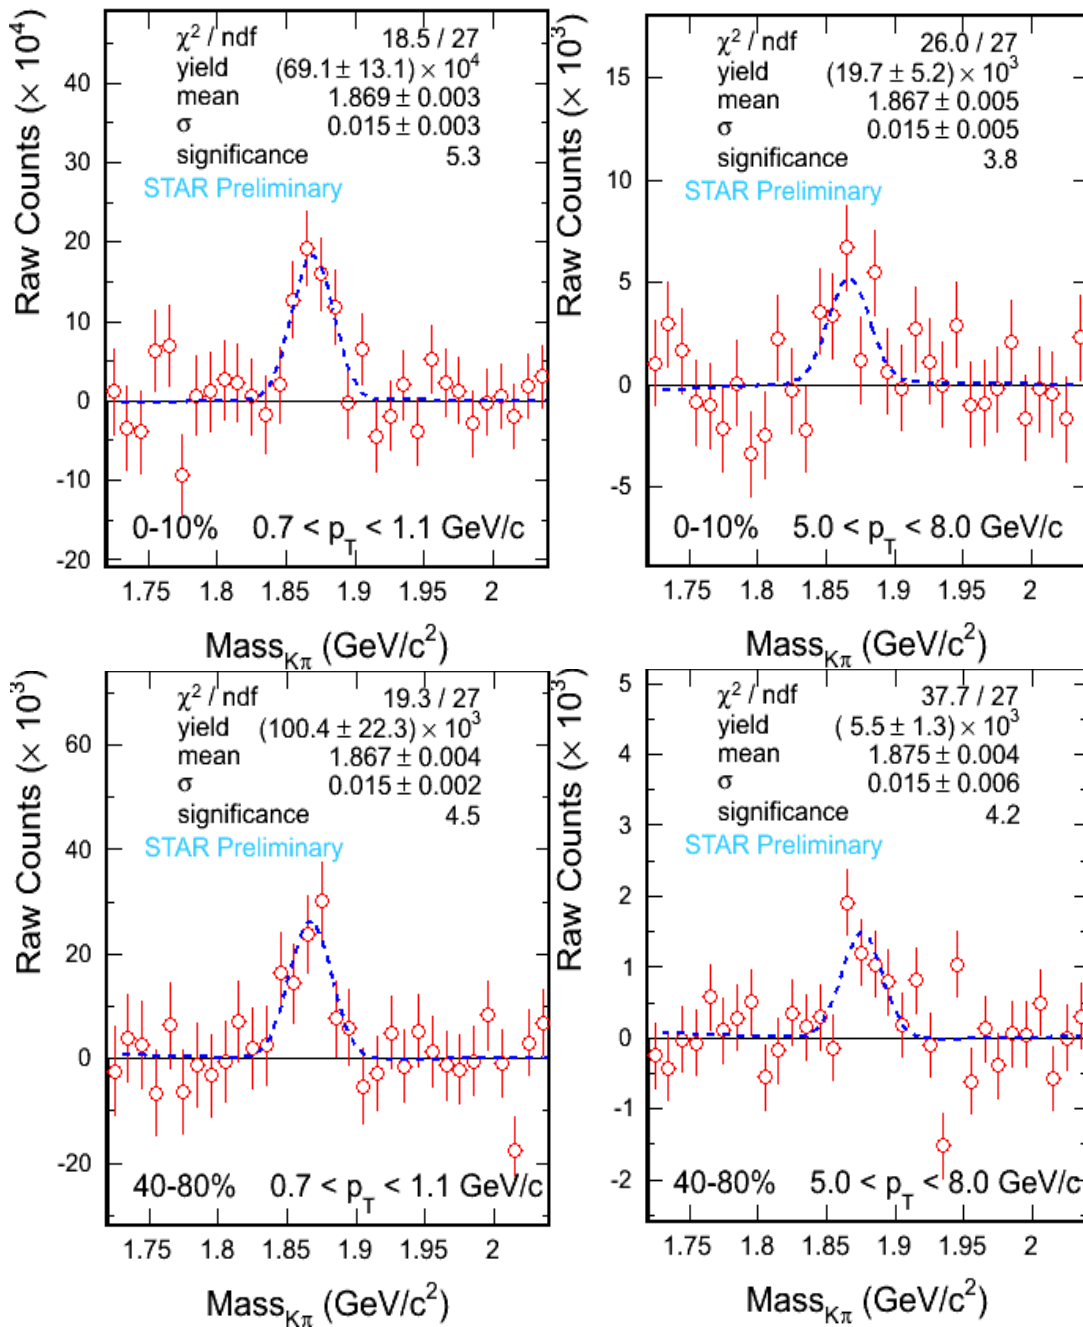 Raw Counts (× 10⁴)
40
30
20
10
0
-10
-20
χ² / ndf 18.5 / 27
yield (69.1 ± 13.1) × 10⁴
mean 1.869 ± 0.003
σ 0.015 ± 0.003
significance 5.3
STAR Preliminary
0-10% 0.7 < p_T < 1.1 GeV/c
1.75 1.8 1.85 1.9 1.95 2
Mass_Kπ (GeV/c²)
Raw Counts (× 10³)
15
10
5
0
-5
χ² / ndf 26.0 / 27
yield (19.7 ± 5.2) × 10³
mean 1.867 ± 0.005
σ 0.015 ± 0.005
significance 3.8
STAR Preliminary
0-10% 5.0 < p_T < 8.0 GeV/c
1.75 1.8 1.85 1.9 1.95 2
Mass_Kπ (GeV/c²)
Raw Counts (× 10³)
60
40
20
0
-20
χ² / ndf 19.3 / 27
yield (100.4 ± 22.3) × 10³
mean 1.867 ± 0.004
σ 0.015 ± 0.002
significance 4.5
STAR Preliminary
40-80% 0.7 < p_T < 1.1 GeV/c
1.75 1.8 1.85 1.9 1.95 2
Mass_Kπ (GeV/c²)
Raw Counts (× 10³)
5
4
3
2
1
0
-1
-2
χ² / ndf 37.7 / 27
yield ( 5.5 ± 1.3) × 10³
mean 1.875 ± 0.004
σ 0.015 ± 0.006
significance 4.2
STAR Preliminary
40-80% 5.0 < p_T < 8.0 GeV/c
1.75 1.8 1.85 1.9 1.95 2
Mass_Kπ (GeV/c²)